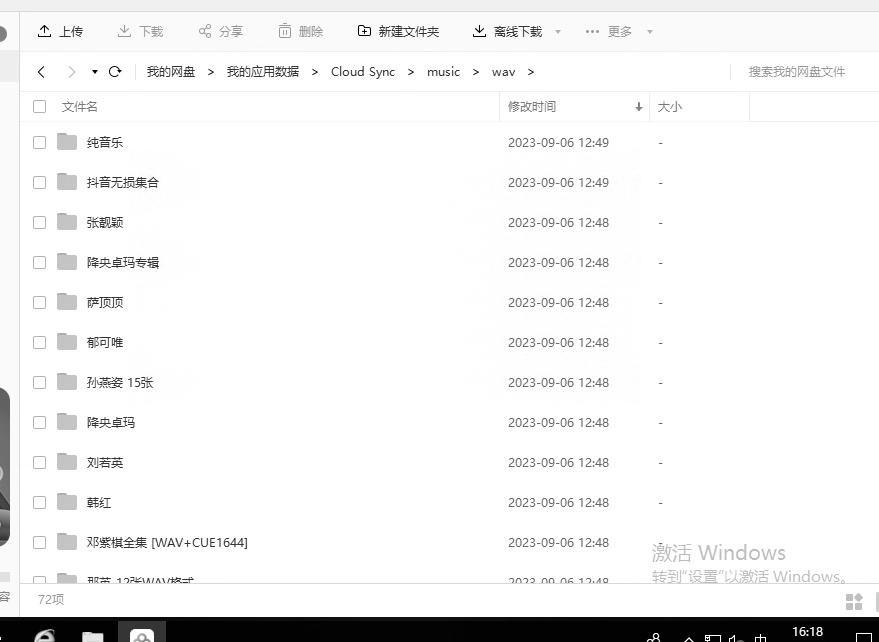 上传 下载 分享 删除 新建文件夹 离线下载 更多
我的网盘 > 我的应用数据 > Cloud Sync > music > wav > 搜索我的网盘文件
文件名 修改时间 大小
纯音乐 2023-09-06 12:49 -
抖音无损集合 2023-09-06 12:49 -
张靓颖 2023-09-06 12:48 -
降央卓玛专辑 2023-09-06 12:48 -
萨顶顶 2023-09-06 12:48 -
郁可唯 2023-09-06 12:48 -
孙燕姿 15张 2023-09-06 12:48 -
降央卓玛 2023-09-06 12:48 -
刘若英 2023-09-06 12:48 -
韩红 2023-09-06 12:48 -
邓紫棋全集 [WAV+CUE1644] 2023-09-06 12:48 -
激活 Windows
那英 12张WAV格式 2023-09-06 12:48
转到“设置”以激活 Windows。
容
72项
16:18
中